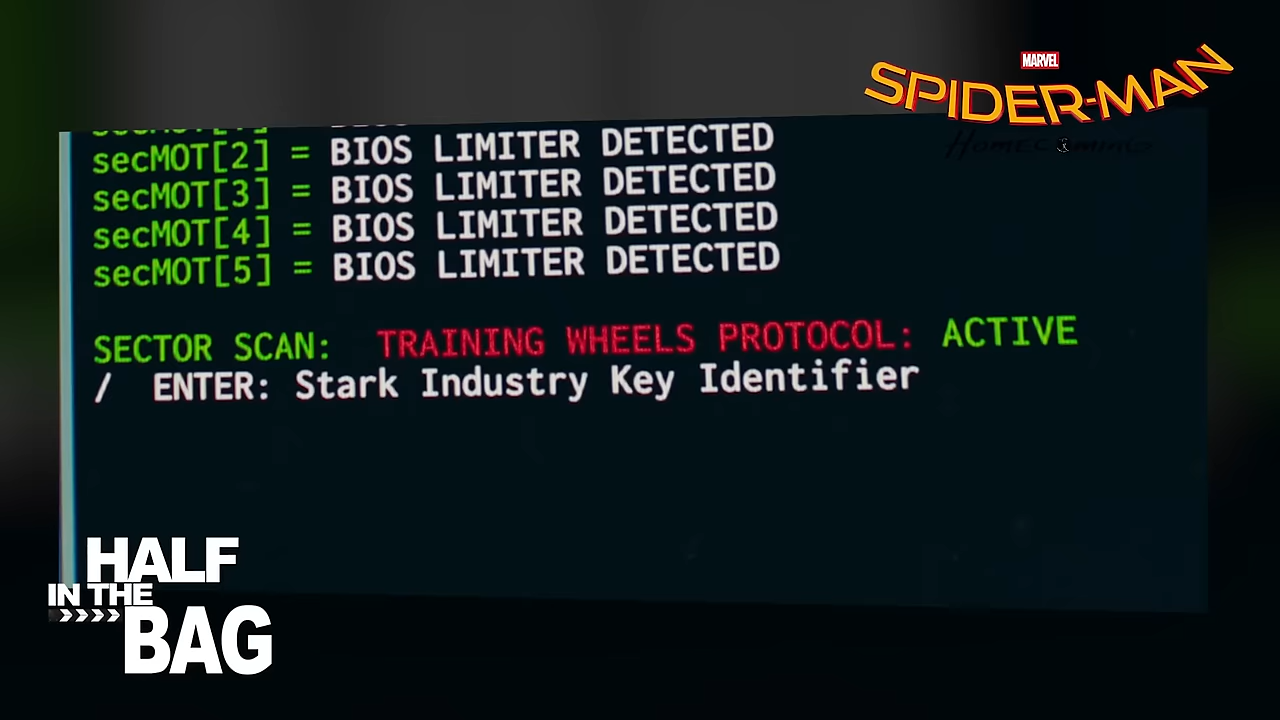 MARVEL
SPIDER-MAN
HOMECOMING
secMOT[2] = BIOS LIMITER DETECTED
secMOT[3] = BIOS LIMITER DETECTED
secMOT[4] = BIOS LIMITER DETECTED
secMOT[5] = BIOS LIMITER DETECTED
SECTOR SCAN: TRAINING WHEELS PROTOCOL: ACTIVE
/ ENTER: Stark Industry Key Identifier
HALF
IN THE
BAG